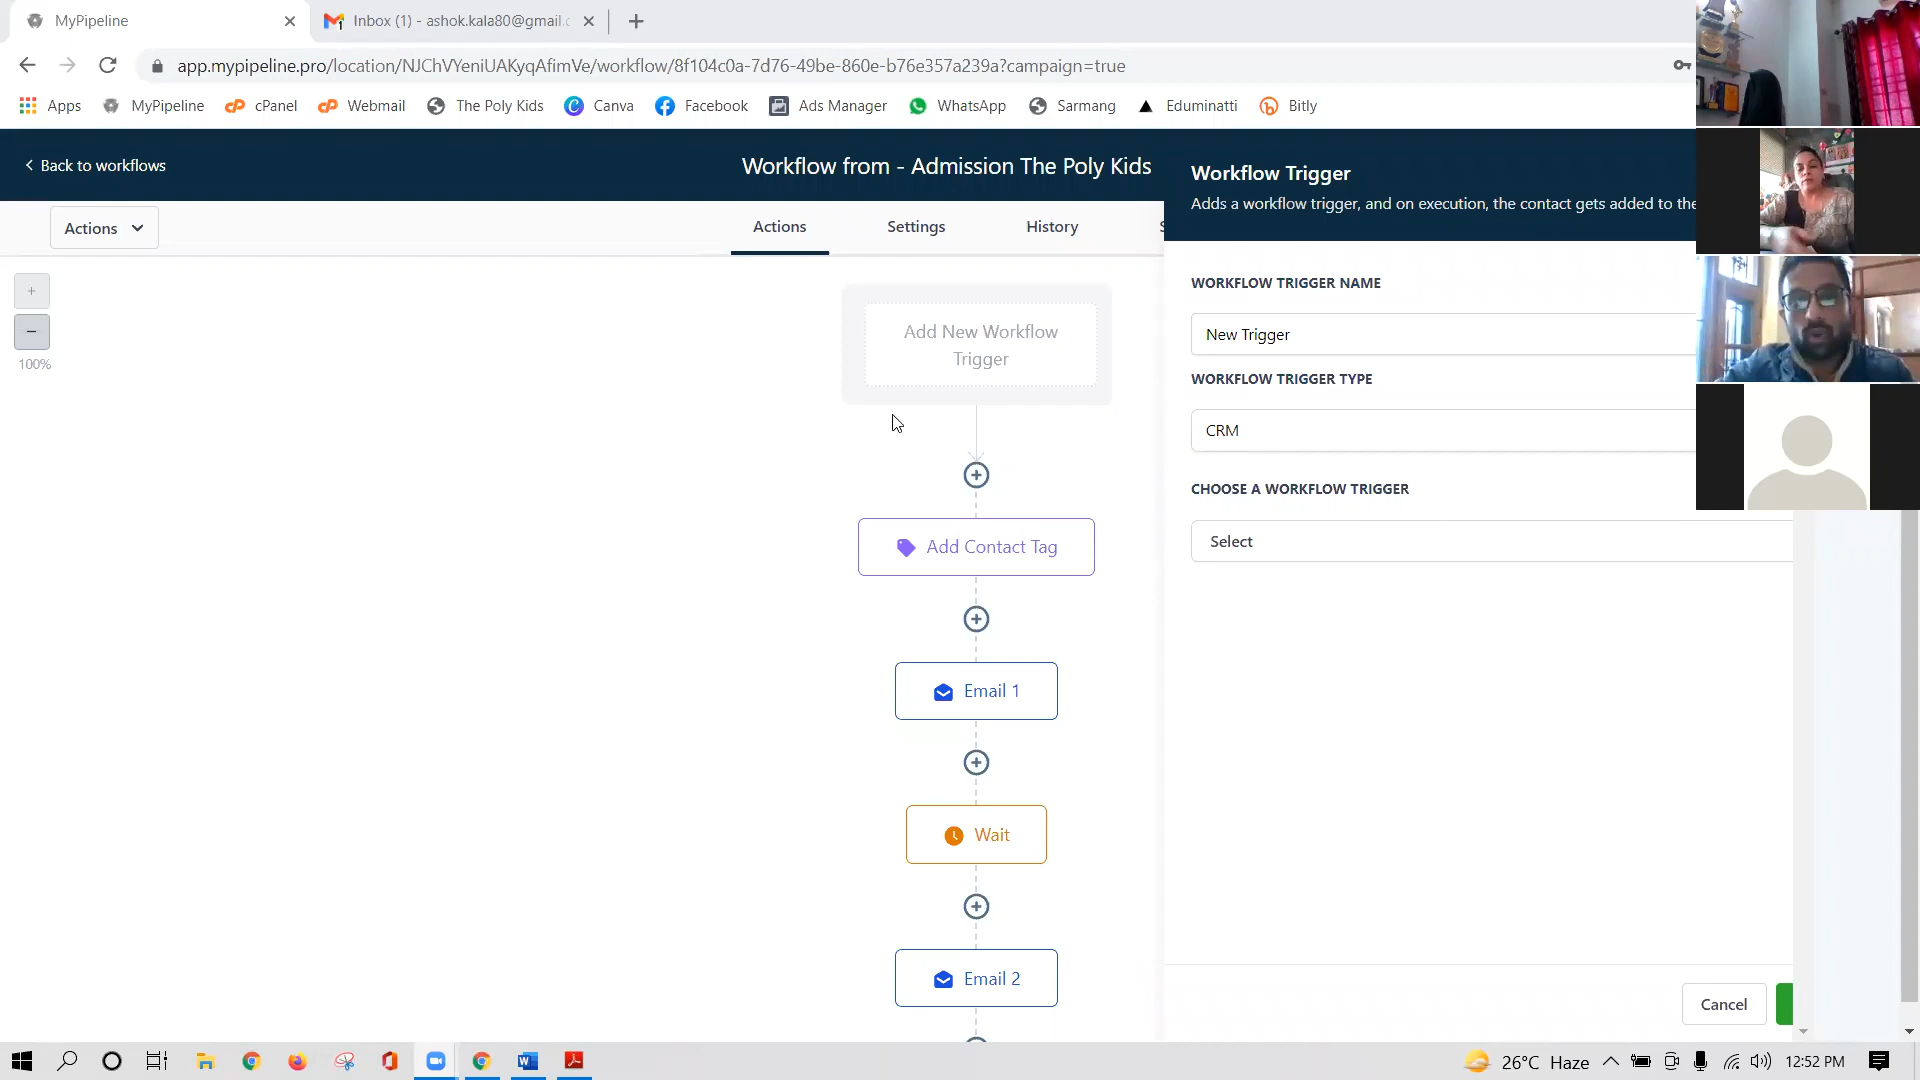 MyPipeline
Inbox (1) - ashok.kala80@gmail.c
app.mypipeline.pro/location/NJChVYeniUAKyqAfimVe/workflow/8f104c0a-7d76-49be-860e-b76e357a239a?campaign=true
Apps MyPipeline cPanel Webmail The Poly Kids Canva Facebook Ads Manager WhatsApp Sarmang Eduminatti Bitly
Back to workflows
Workflow from - Admission The Poly Kids
Workflow Trigger
Adds a workflow trigger, and on execution, the contact gets added to the
Actions
Actions Settings History
100%
Add New Workflow
Trigger
Add Contact Tag
Email 1
Wait
Email 2
WORKFLOW TRIGGER NAME
New Trigger
WORKFLOW TRIGGER TYPE
CRM
CHOOSE A WORKFLOW TRIGGER
Select
Cancel
26°C Haze
12:52 PM